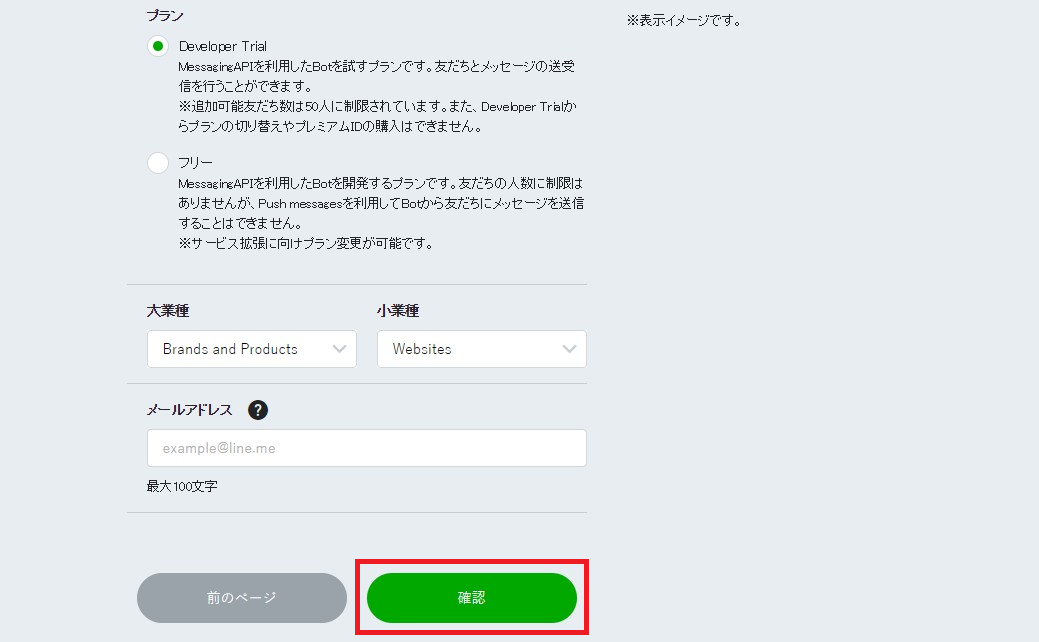 プラン
※表示イメージです。
Developer Trial
MessagingAPIを利用したBotを試すプランです。友だちとメッセージの送受
信を行うことができます。
※追加可能友だち数は50人に制限されています。また、Developer Trialか
らプランの切り替えやプレミアムIDの購入はできません。
フリー
MessagingAPIを利用したBotを開発するプランです。友だちの人数に制限は
ありませんが、Push messagesを利用してBotから友だちにメッセージを送信
することはできません。
※サービス拡張に向けプラン変更が可能です。
大業種 小業種
Brands and Products Websites
メールアドレス ?
example@line.me
最大100文字
前のページ 確認